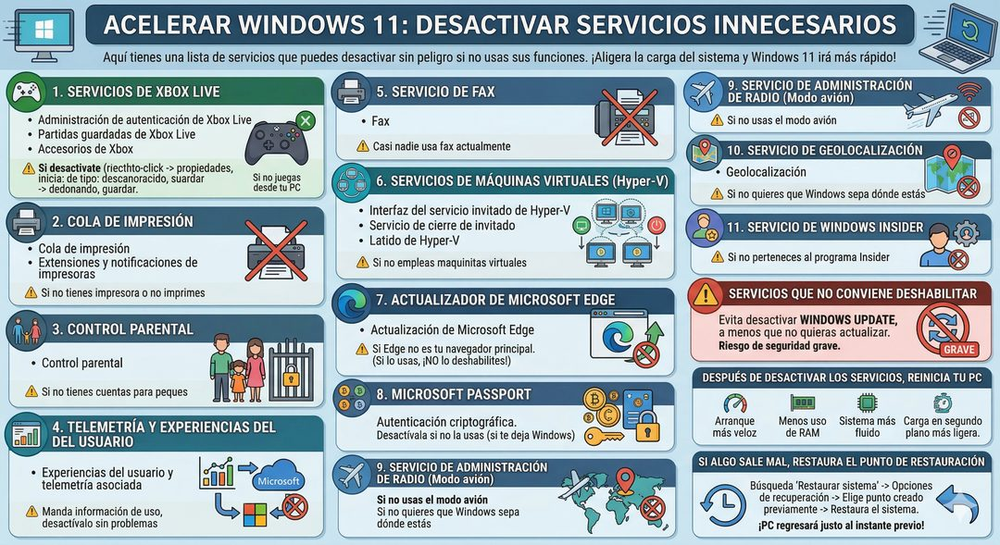 ACELERAR WINDOWS 11: DESACTIVAR SERVICIOS INNECESARIOS
Aquí tienes una lista de servicios que puedes desactivar sin peligro si no usas sus funciones. ¡Aligera la carga del sistema y Windows 11 irá más rápido!
1. SERVICIOS DE XBOX LIVE
• Administración de autenticación de Xbox Live
• Partidas guardadas de Xbox Live
• Accesorios de Xbox
Si desactivate (riecthto-click -> propiedades,
inicia: de tipo: descanoracido, suardar
-> dedonando, guardar.
Si no juegas
desde tu PC
2. COLA DE IMPRESIÓN
• Cola de impresión
• Extensiones y notificaciones de
impresoras
Si no tienes impresora o no imprimes
3. CONTROL PARENTAL
• Control parental
Si no tienes cuentas para peques
4. TELEMETRÍA Y EXPERIENCIAS DEL
DEL USUARIO
• Experiencias del usuario y
telemetría asociada
Microsoft
Manda información de uso,
desactívalo sin problemas
5. SERVICIO DE FAX
• Fax
Casi nadie usa fax actualmente
6. SERVICIOS DE MÁQUINAS VIRTUALES (Hyper-V)
• Interfaz del servicio invitado de Hyper-V
• Servicio de cierre de invitado
• Latido de Hyper-V
Si no empleas maquinitas virtuales
7. ACTUALIZADOR DE MICROSOFT EDGE
• Actualización de Microsoft Edge
Si Edge no es tu navegador principal.
(Si lo usas, ¡NO lo deshabilites!)
8. MICROSOFT PASSPORT
Autenticación criptográfica.
Desactívala si no la usas (si te deja Windows)
9. SERVICIO DE ADMINISTRACIÓN
DE RADIO (Modo avión)
Si no usas el modo avión
Si no quieres que Windows sepa
dónde estás
9. SERVICIO DE ADMINISTRACIÓN
DE RADIO (Modo avión)
Si no usas el modo avión
10. SERVICIO DE GEOLOCALIZACIÓN
• Geolocalización
Si no quieres que Windows sepa dónde estás
11. SERVICIO DE WINDOWS INSIDER
Si no perteneces al programa Insider
SERVICIOS QUE NO CONVIENE DESHABILITAR
Evita desactivar WINDOWS UPDATE,
a menos que no quieras actualizar.
Riesgo de seguridad grave.
GRAVE
DESPUÉS DE DESACTIVAR LOS SERVICIOS, REINICIA TU PC
Arranque
más veloz
Menos uso
de RAM
Sistema más
fluido
Carga en segundo
plano más ligera.
SI ALGO SALE MAL, RESTAURA EL PUNTO DE RESTAURACIÓN
Búsqueda 'Restaurar sistema' -> Opciones
de recuperación -> Elige punto creado
previamente -> Restaura el sistema.
¡PC regresará justo al instante previo!